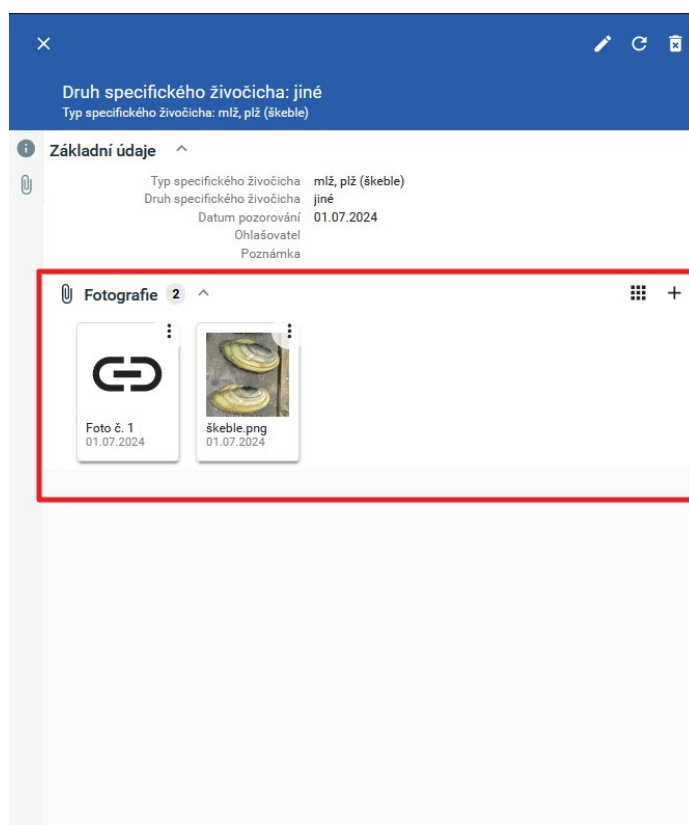 Druh specifického živočicha: jiné
Typ specifického živočicha: mlž, plž (škeble)
Základní údaje
Typ specifického živočicha mlž, plž (škeble)
Druh specifického živočicha jiné
Datum pozorování 01.07.2024
Ohlašovatel
Poznámka
Fotografie 2
Foto č. 1
01.07.2024
škeble.png
01.07.2024